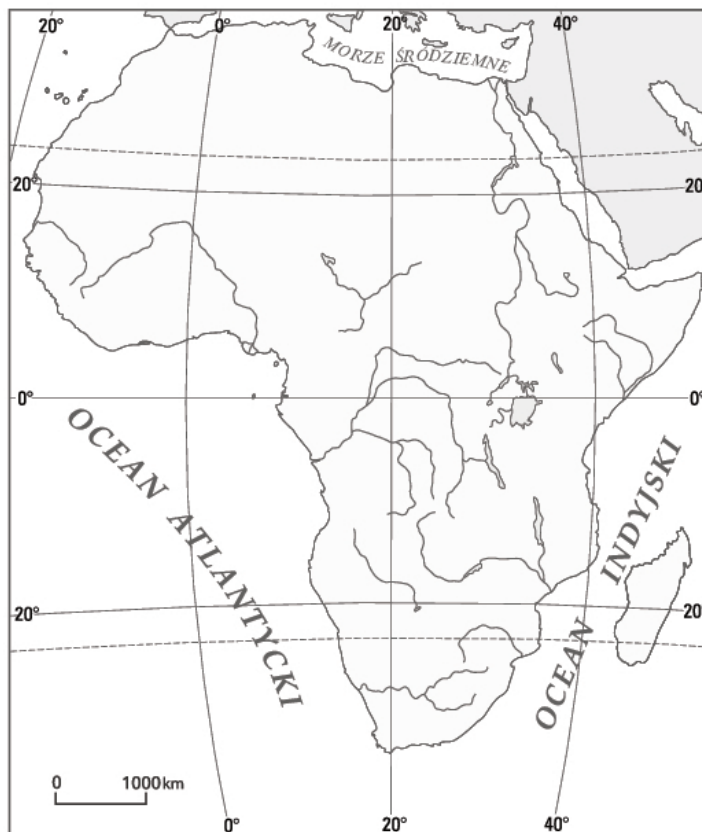 20° 0° 20° 40°
MORZE ŚRÓDZIEMNE
20° 20
0° 0°
OCEAN ATLANTYCKI
OCEAN INDYJSKI
20° 20
0 1000 km
0° 20° 40°